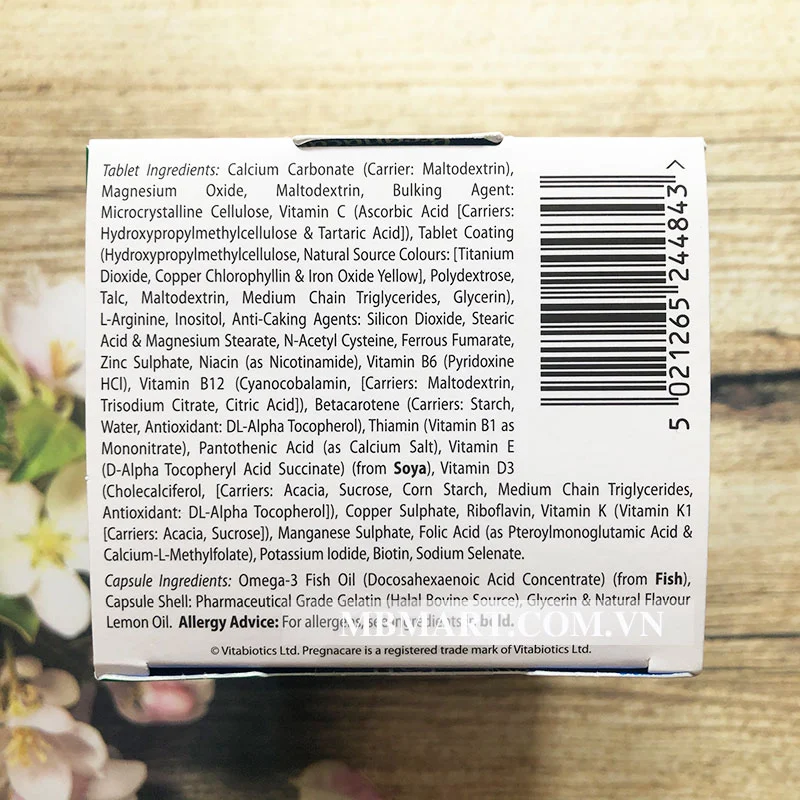 Tablet Ingredients: Calcium Carbonate (Carrier: Maltodextrin),
Magnesium Oxide, Maltodextrin, Bulking Agent:
Microcrystalline Cellulose, Vitamin C (Ascorbic Acid [Carriers:
Hydroxypropylmethylcellulose & Tartaric Acid]), Tablet Coating
(Hydroxypropylmethylcellulose, Natural Source Colours: [Titanium
Dioxide, Copper Chlorophyllin & Iron Oxide Yellow], Polydextrose,
Talc, Maltodextrin, Medium Chain Triglycerides, Glycerin),
L-Arginine, Inositol, Anti-Caking Agents: Silicon Dioxide, Stearic
Acid & Magnesium Stearate, N-Acetyl Cysteine, Ferrous Fumarate,
Zinc Sulphate, Niacin (as Nicotinamide), Vitamin B6 (Pyridoxine
HCl), Vitamin B12 (Cyanocobalamin, [Carriers: Maltodextrin,
Trisodium Citrate, Citric Acid]), Betacarotene (Carriers: Starch,
Water, Antioxidant: DL-Alpha Tocopherol), Thiamin (Vitamin B1 as
Mononitrate), Pantothenic Acid (as Calcium Salt), Vitamin E
(D-Alpha Tocopheryl Acid Succinate) (from Soya), Vitamin D3
(Cholecalciferol, [Carriers: Acacia, Sucrose, Corn Starch, Medium Chain Triglycerides,
Antioxidant: DL-Alpha Tocopherol]), Copper Sulphate, Riboflavin, Vitamin K (Vitamin K1
[Carriers: Acacia, Sucrose]), Manganese Sulphate, Folic Acid (as Pteroylmonoglutamic Acid &
Calcium-L-Methylfolate), Potassium Iodide, Biotin, Sodium Selenate.
Capsule Ingredients: Omega-3 Fish Oil (Docosahexaenoic Acid Concentrate) (from Fish),
Capsule Shell: Pharmaceutical Grade Gelatin (Halal Bovine Source), Glycerin & Natural Flavour
Lemon Oil. Allergy Advice: For allergens, see ingredients in bold.
MBMART.COM.VN
© Vitabiotics Ltd. Pregnacare is a registered trade mark of Vitabiotics Ltd.
5 021265 244843 >